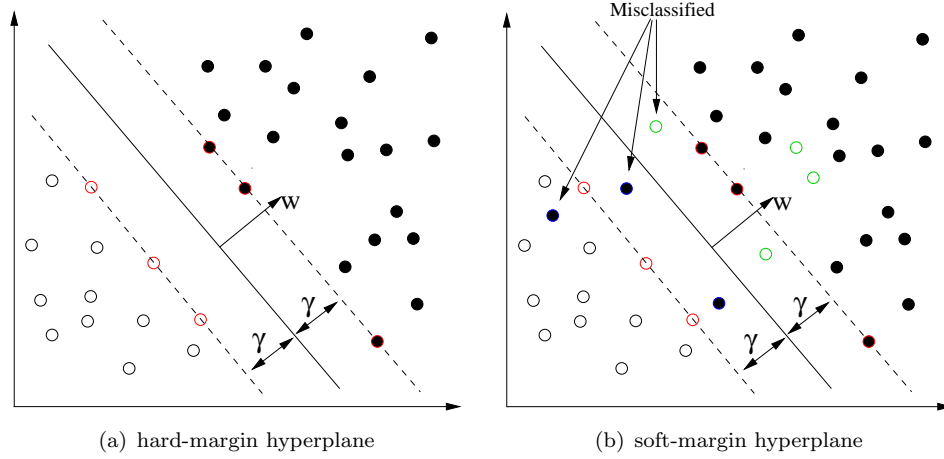 Misclassified
w
γ
γ
w
γ
γ
(a) hard-margin hyperplane
(b) soft-margin hyperplane